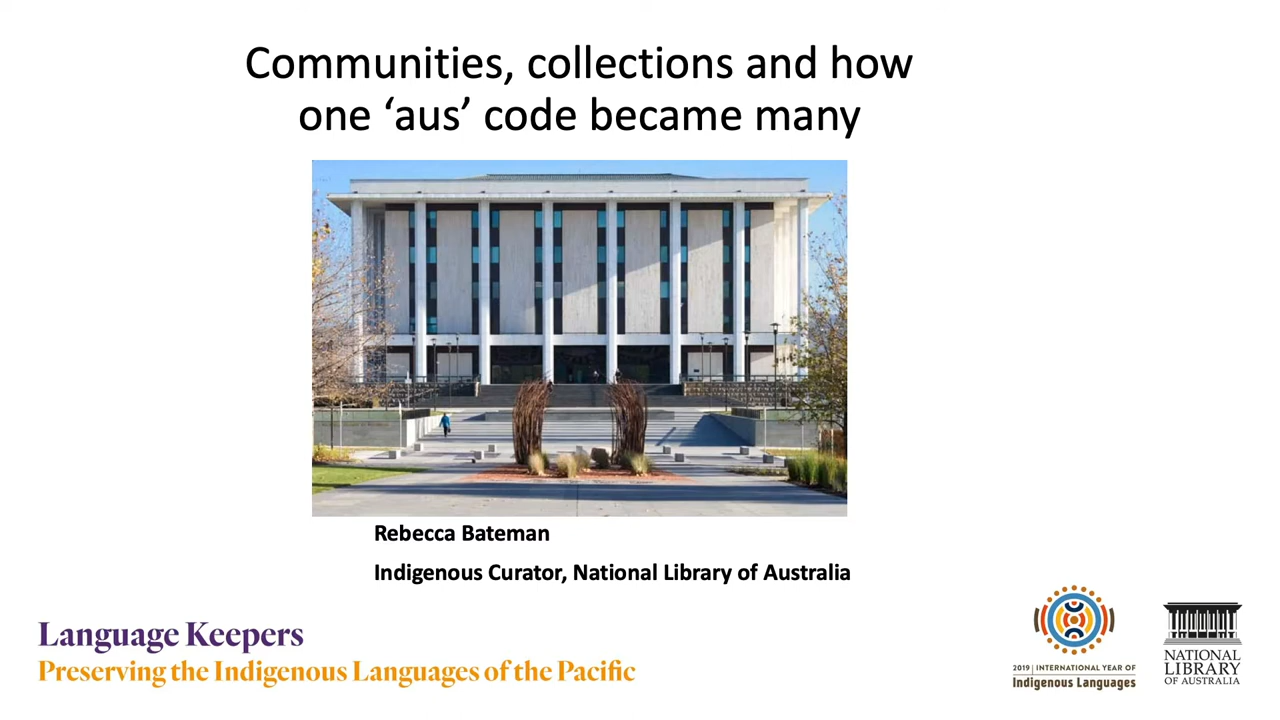 Communities, collections and how
one ‘aus’ code became many
Rebecca Bateman
Indigenous Curator, National Library of Australia
Language Keepers
Preserving the Indigenous Languages of the Pacific
2019 | INTERNATIONAL YEAR OF
Indigenous Languages
NATIONAL
LIBRARY
OF AUSTRALIA